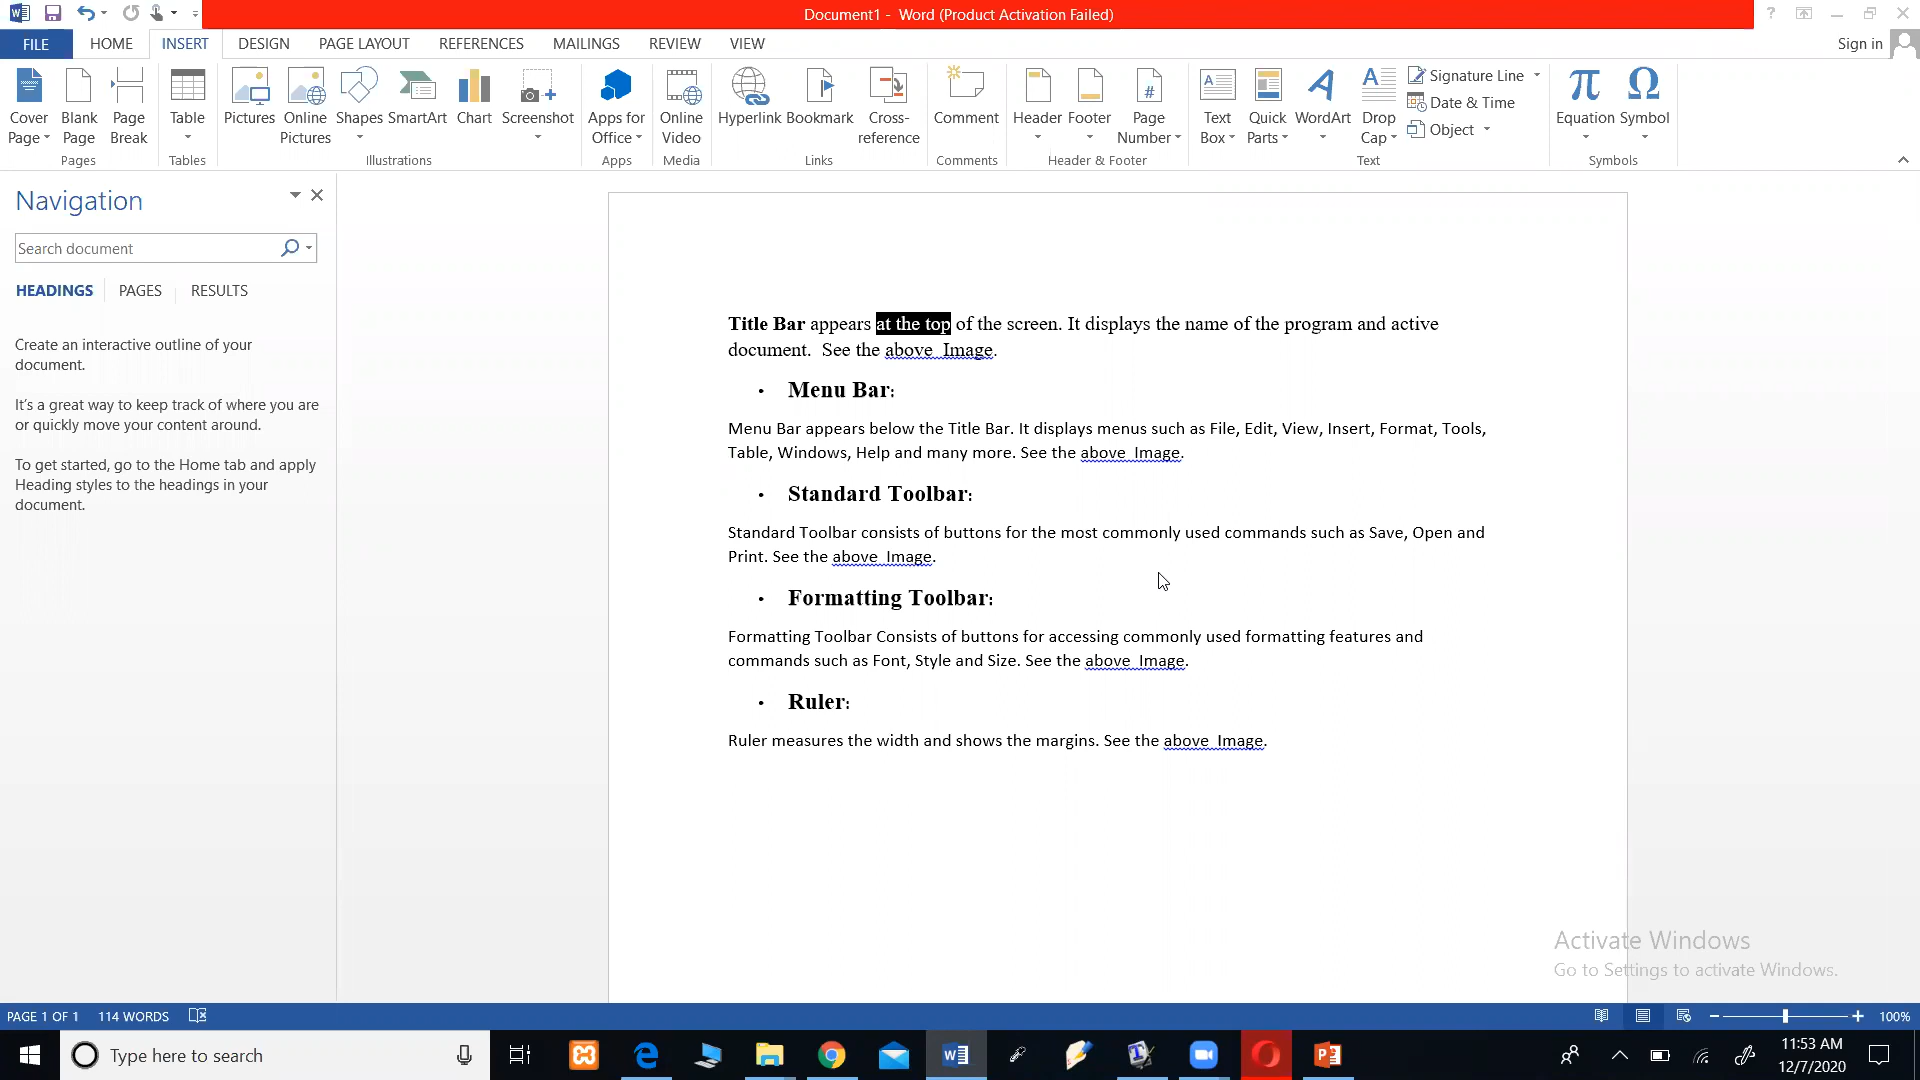 Document1 - Word (Product Activation Failed)
FILE HOME INSERT DESIGN PAGE LAYOUT REFERENCES MAILINGS REVIEW VIEW Sign in
Cover Page
Blank Page
Page Break
Table
Pictures
Online Pictures
Shapes
SmartArt
Chart
Screenshot
Apps for Office
Online Video
Hyperlink
Bookmark
Cross-reference
Comment
Header
Footer
Page Number
Text Box
Quick Parts
WordArt
Drop Cap
Signature Line
Date & Time
Object
Equation
Symbol
Pages Tables Illustrations Apps Media Links Comments Header & Footer Text Symbols
Navigation
Search document
HEADINGS PAGES RESULTS
Create an interactive outline of your
document.
It's a great way to keep track of where you are
or quickly move your content around.
To get started, go to the Home tab and apply
Heading styles to the headings in your
document.
Title Bar appears at the top of the screen. It displays the name of the program and active
document.  See the above  Image.
• Menu Bar:
Menu Bar appears below the Title Bar. It displays menus such as File, Edit, View, Insert, Format, Tools,
Table, Windows, Help and many more. See the above  Image.
• Standard Toolbar:
Standard Toolbar consists of buttons for the most commonly used commands such as Save, Open and
Print. See the above  Image.
• Formatting Toolbar:
Formatting Toolbar Consists of buttons for accessing commonly used formatting features and
commands such as Font, Style and Size. See the above  Image.
• Ruler:
Ruler measures the width and shows the margins. See the above  Image.
Activate Windows
Go to Settings to activate Windows.
PAGE 1 OF 1 114 WORDS 100%
Type here to search
11:53 AM
12/7/2020